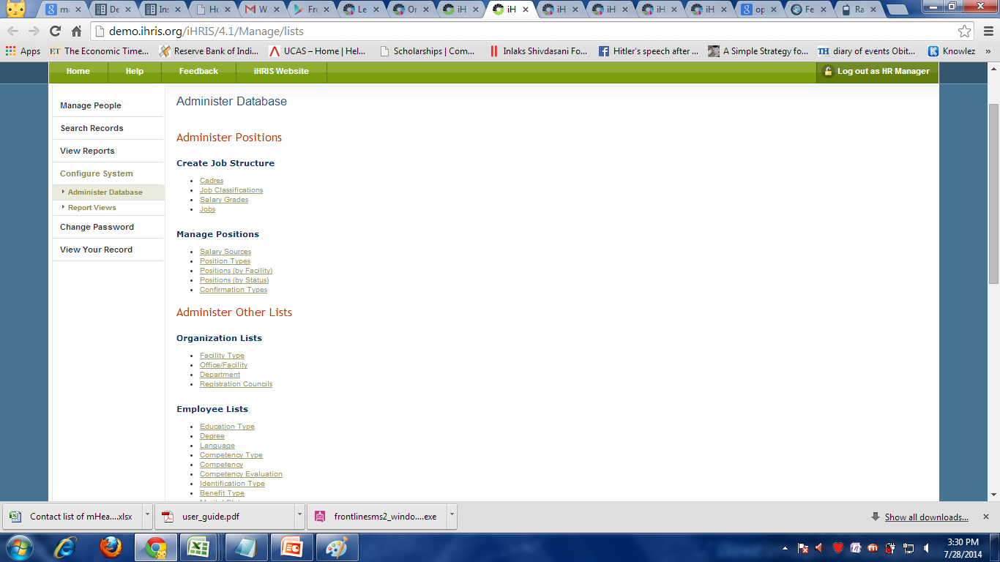 mo
De
Ins
Ho
W
Fro
Le
On
iH
iH
iH
iH
iH
iH
op
Fe
Ra
demo.ihris.org/iHRIS/4.1/Manage/lists
Apps
ET The Economic Time...
Reserve Bank of Indi...
UCAS – Home | Hel...
Scholarships | Com...
Inlaks Shivdasani Fo...
Hitler's speech after ...
A Simple Strategy fo...
TH diary of events Obit...
Knowlez
»
Home
Help
Feedback
iHRIS Website
Log out as HR Manager
Manage People
Search Records
View Reports
Configure System
Administer Database
Report Views
Change Password
View Your Record
Administer Database
Administer Positions
Create Job Structure
Cadres
Job Classifications
Salary Grades
Jobs
Manage Positions
Salary Sources
Position Types
Positions (by Facility)
Positions (by Status)
Confirmation Types
Administer Other Lists
Organization Lists
Facility Type
Office/Facility
Department
Registration Councils
Employee Lists
Education Type
Degree
Language
Competency Type
Competency
Competency Evaluation
Identification Type
Benefit Type
Contact list of mHea....xlsx
user_guide.pdf
frontlinesms2_windo....exe
Show all downloads...
3:30 PM
7/28/2014